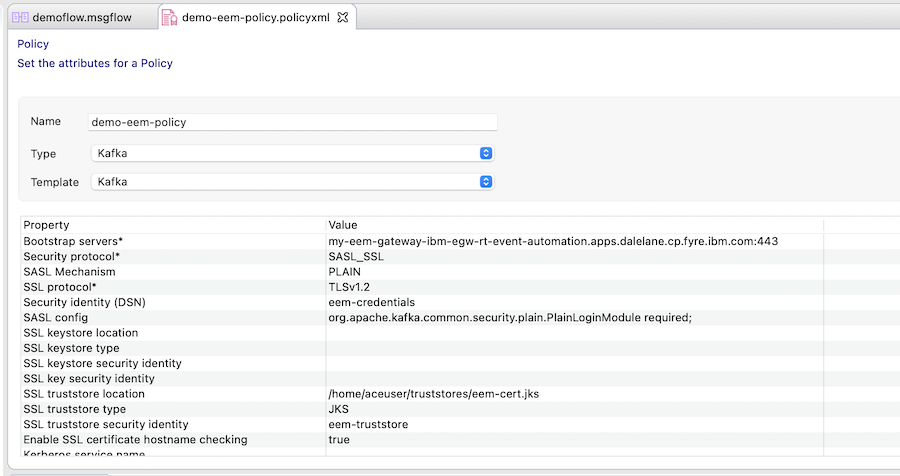 demoflow.msgflow demo-eem-policy.policyxml
Policy
Set the attributes for a Policy
Name demo-eem-policy
Type Kafka
Template Kafka
Property Value
Bootstrap servers* my-eem-gateway-ibm-egw-rt-event-automation.apps.dalelane.cp.fyre.ibm.com:443
Security protocol* SASL_SSL
SASL Mechanism PLAIN
SSL protocol* TLSv1.2
Security identity (DSN) eem-credentials
SASL config org.apache.kafka.common.security.plain.PlainLoginModule required;
SSL keystore location
SSL keystore type
SSL keystore security identity
SSL key security identity
SSL truststore location /home/aceuser/truststores/eem-cert.jks
SSL truststore type JKS
SSL truststore security identity eem-truststore
Enable SSL certificate hostname checking true
Kerberos service name